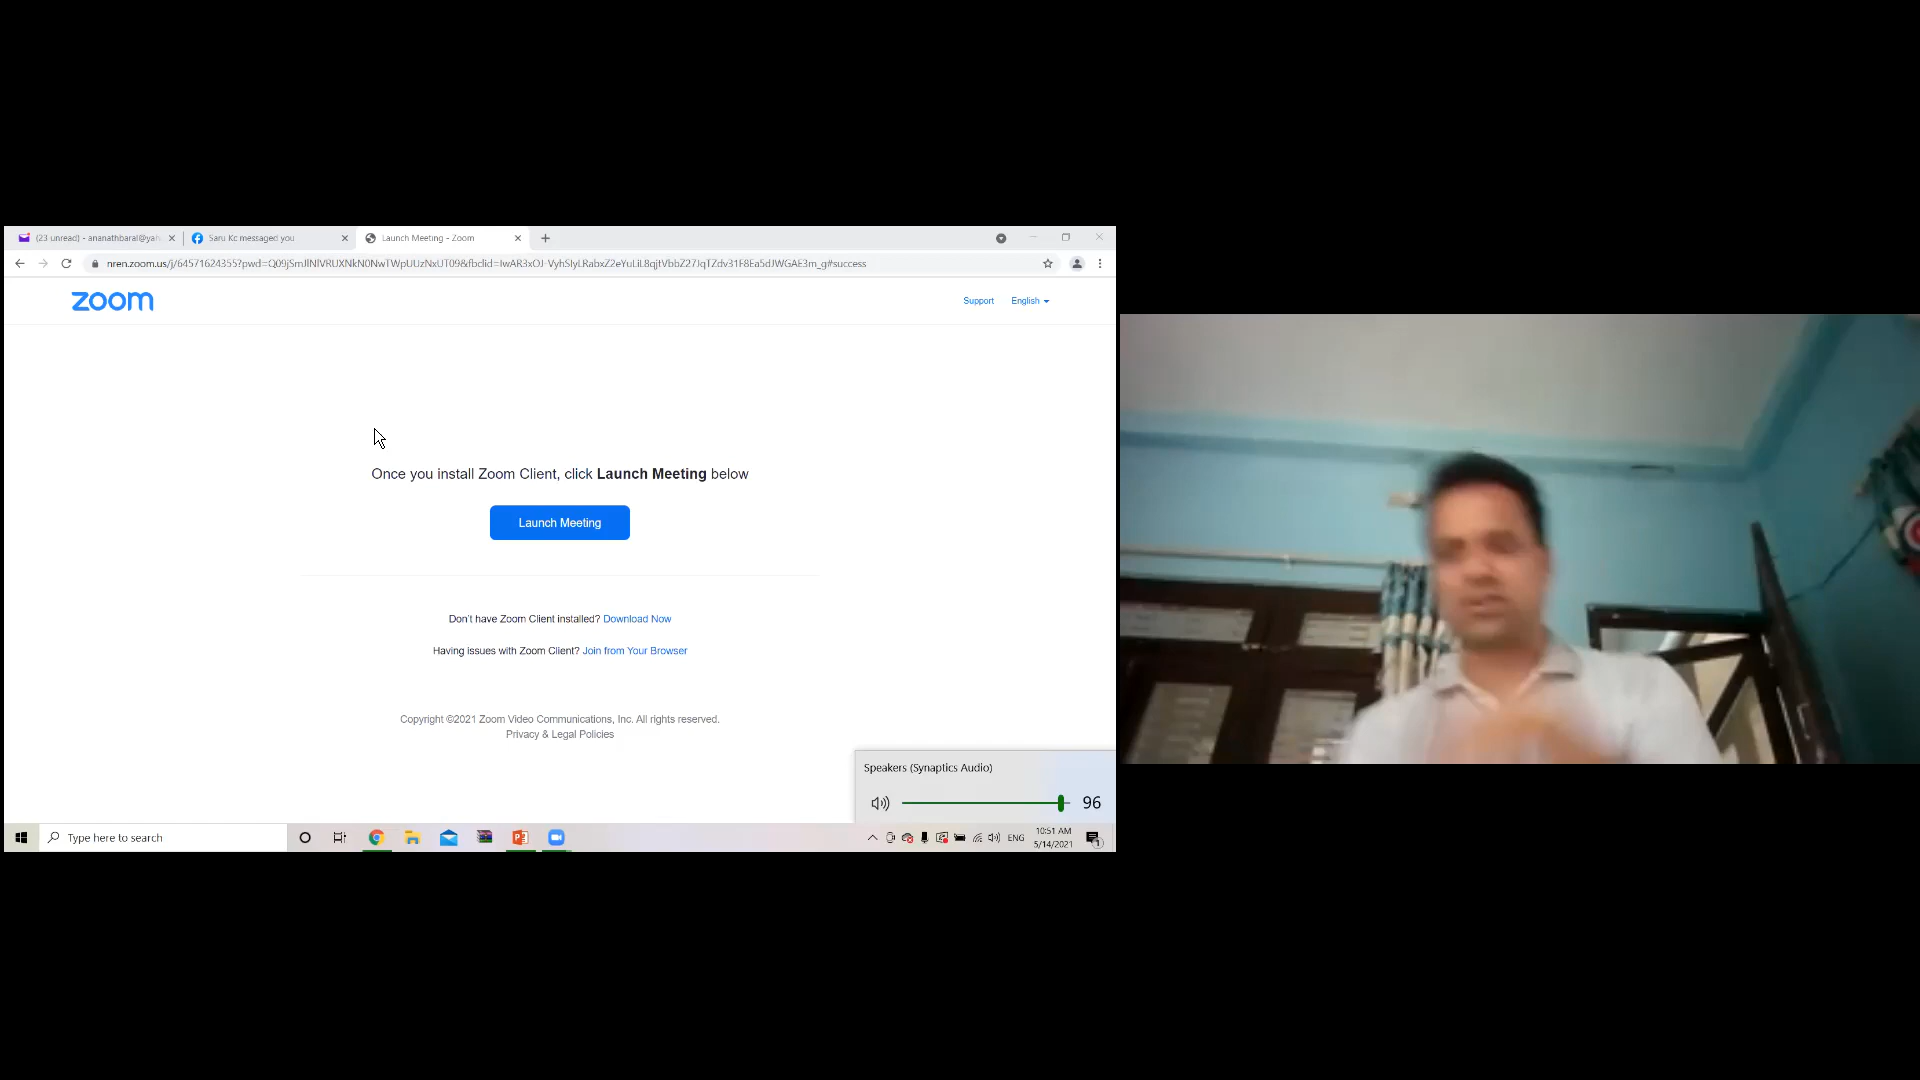 (23 unread) - ananathbaral@yah
Saru Kc messaged you
Launch Meeting - Zoom
zoom
Support
English
Once you install Zoom Client, click Launch Meeting below
Launch Meeting
Don't have Zoom Client installed? Download Now
Having issues with Zoom Client? Join from Your Browser
Copyright ©2021 Zoom Video Communications, Inc. All rights reserved.
Privacy & Legal Policies
Speakers (Synaptics Audio)
96
Type here to search
ENG
10:51 AM
5/14/2021